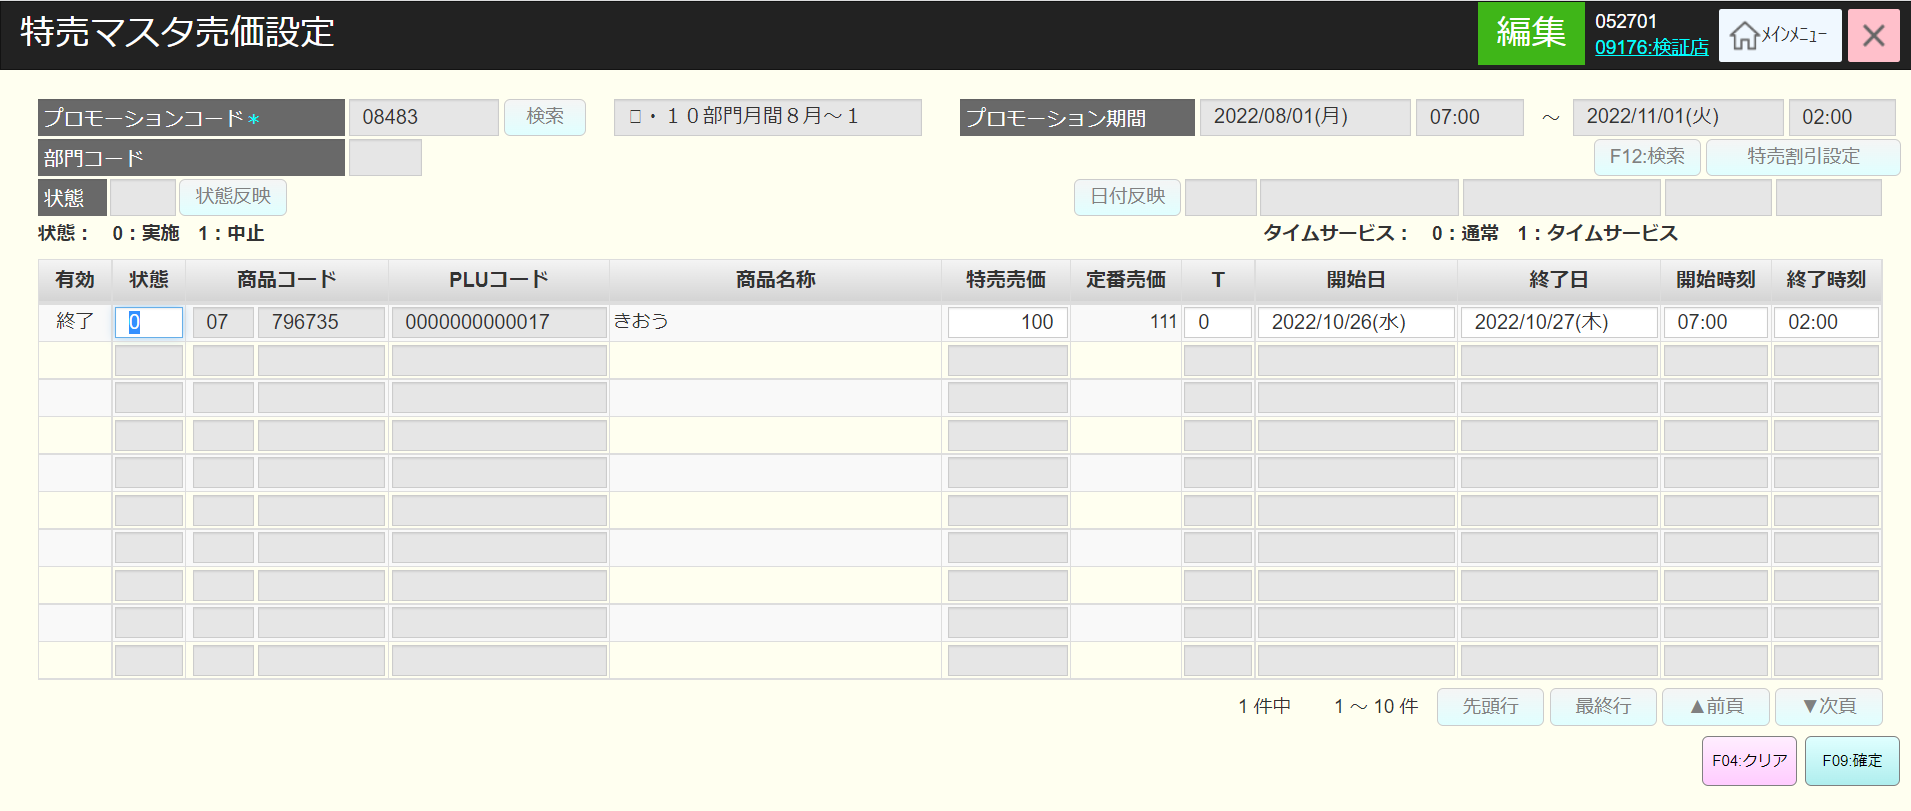 特売マスタ売価設定
編集
052701
09176:検証店
メインメニュー
プロモーションコード* 08483 検索 □・１０部門月間８月～１ プロモーション期間 2022/08/01(月) 07:00 ～ 2022/11/01(火) 02:00
部門コード F12:検索 特売割引設定
状態 状態反映 日付反映
状態： 0：実施 1：中止 タイムサービス： 0：通常 1：タイムサービス
有効 状態 商品コード PLUコード 商品名称 特売売価 定番売価 T 開始日 終了日 開始時刻 終了時刻
終了 0 07 796735 0000000000017 きおう 100 111 0 2022/10/26(水) 2022/10/27(木) 07:00 02:00
1 件中 1 ～ 10 件 先頭行 最終行 ▲前頁 ▼次頁
F04:クリア F09:確定